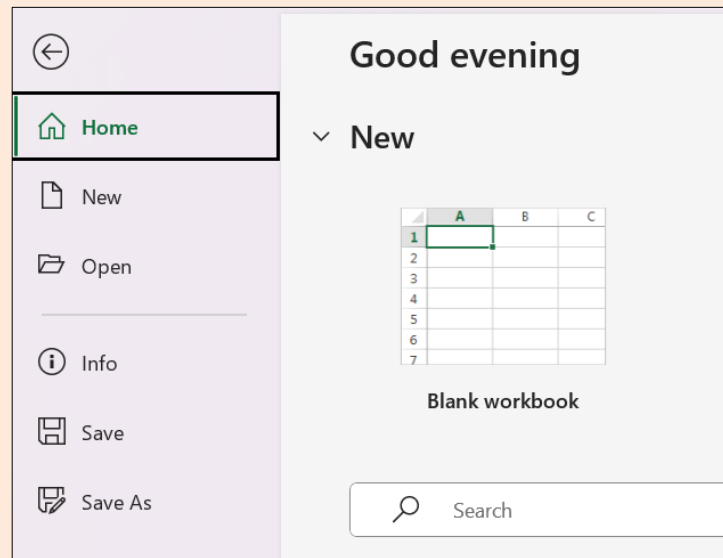 Good evening
Home
New
New
Open
A B C
1
2
3
4
5
6
7
Blank workbook
Info
Save
Save As
Search